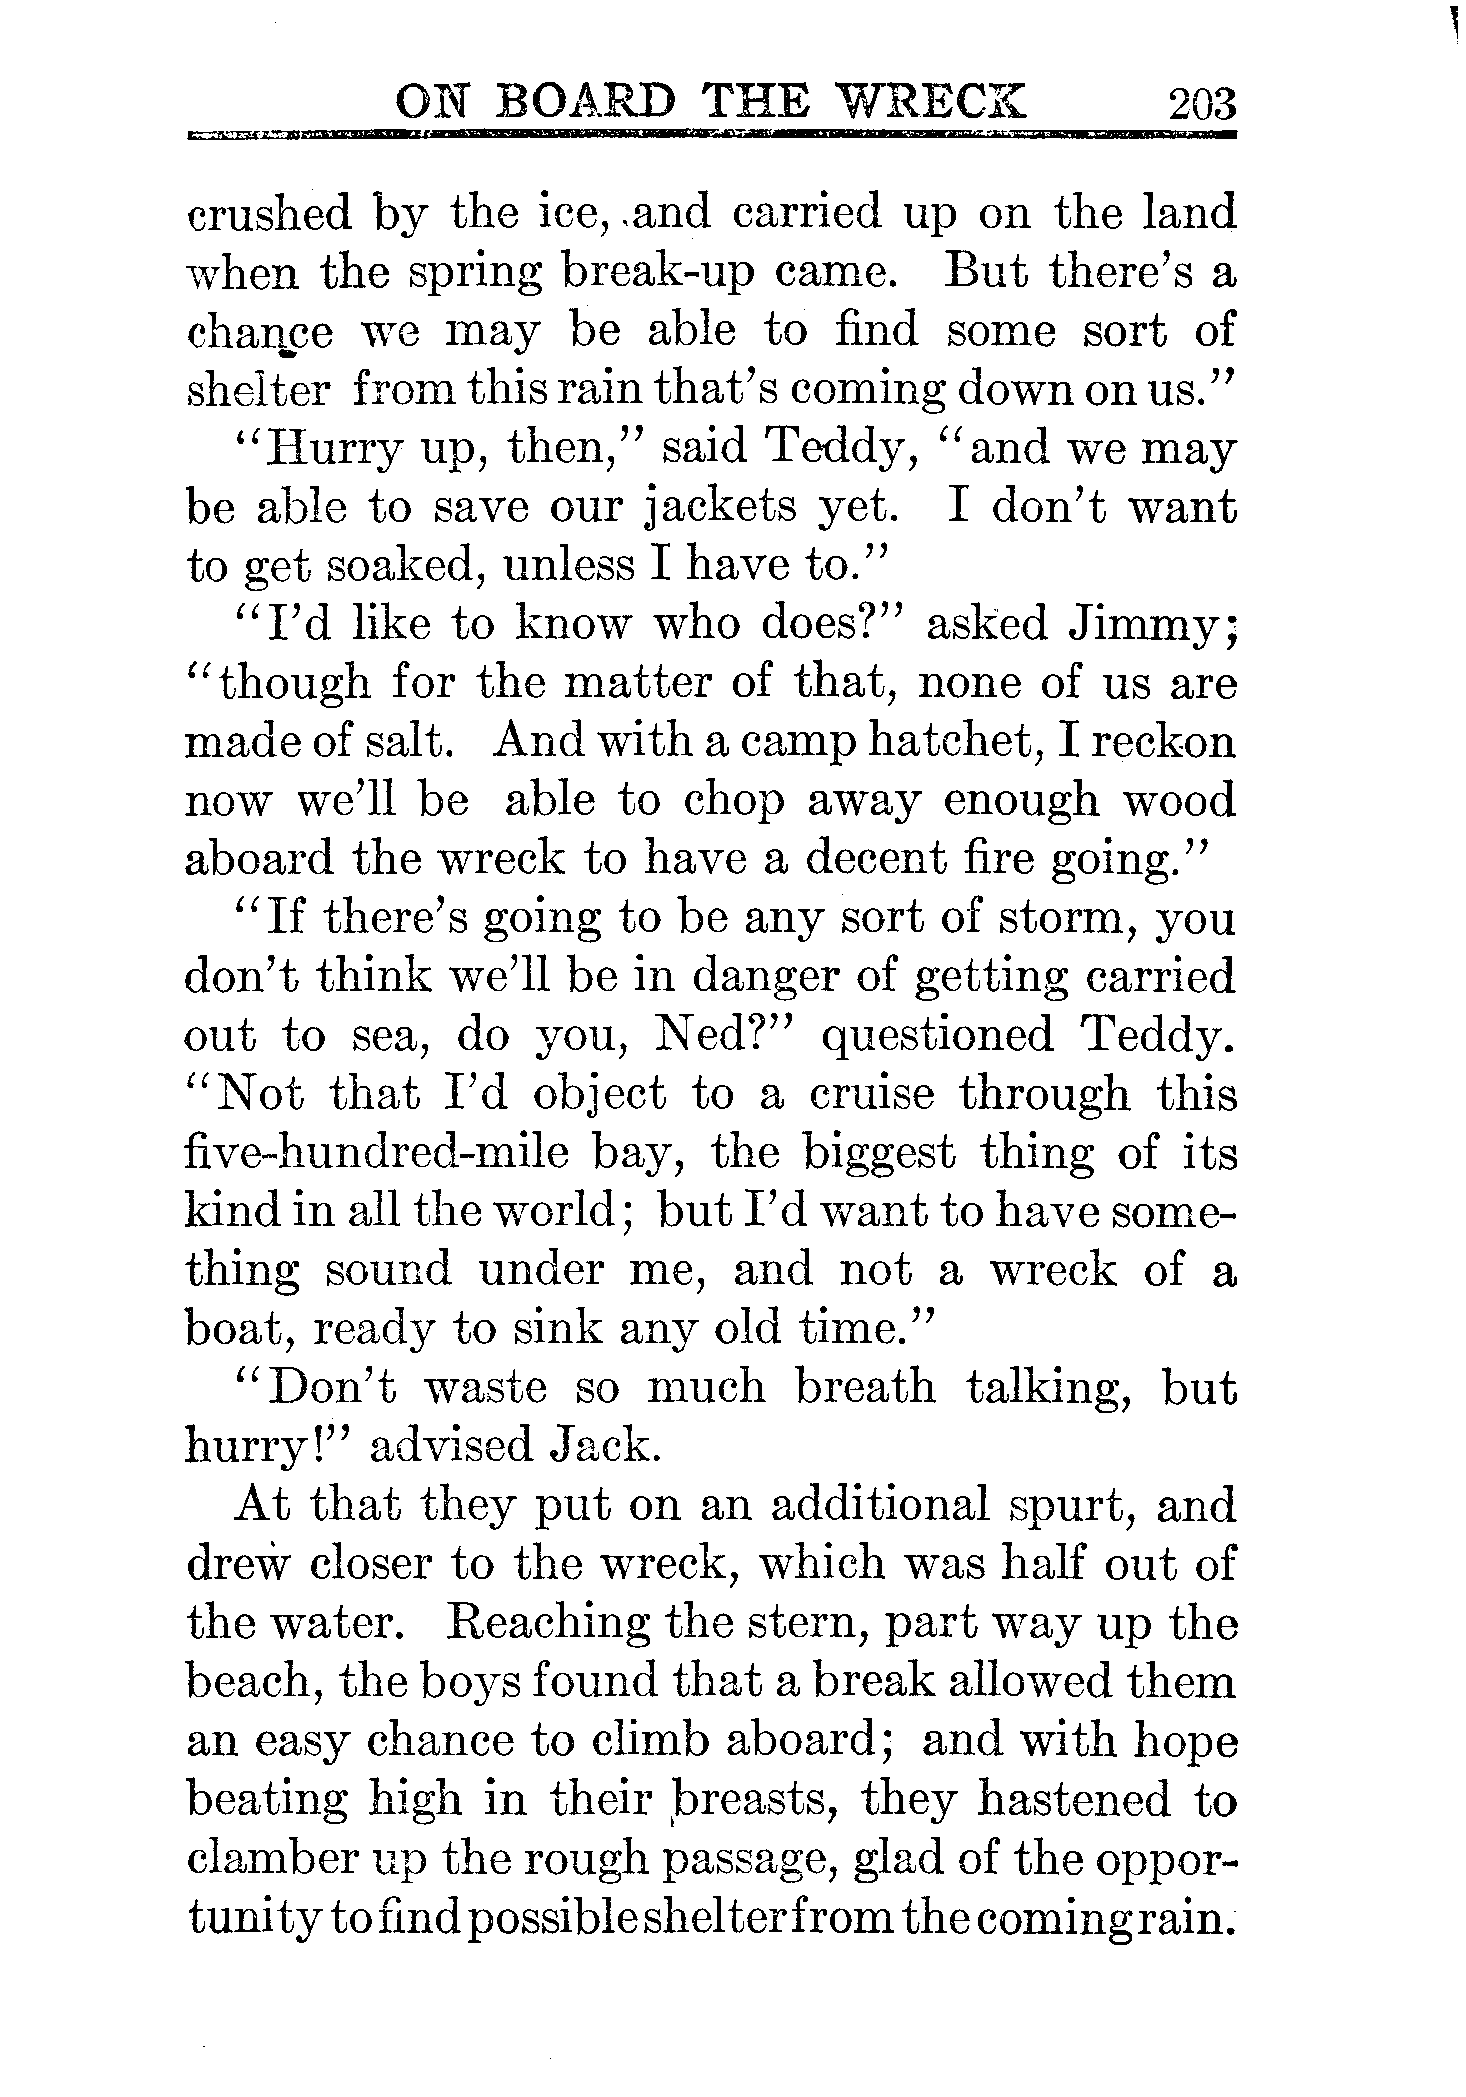 ON BOARD THE WRECK 203
crushed by the ice, and carried up on the land
when the spring break-up came. But there's a
chance we may be able to find some sort of
shelter from this rain that's coming down on us."
"Hurry up, then," said Teddy, "and we may
be able to save our jackets yet. I don't want
to get soaked, unless I have to."
"I'd like to know who does?" asked Jimmy;
"though for the matter of that, none of us are
made of salt. And with a camp hatchet, I reckon
now we'll be able to chop away enough wood
aboard the wreck to have a decent fire going."
"If there's going to be any sort of storm, you
don't think we'll be in danger of getting carried
out to sea, do you, Ned?" questioned Teddy.
"Not that I'd object to a cruise through this
five-hundred-mile bay, the biggest thing of its
kind in all the world; but I'd want to have some-
thing sound under me, and not a wreck of a
boat, ready to sink any old time."
"Don't waste so much breath talking, but
hurry!" advised Jack.
At that they put on an additional spurt, and
drew closer to the wreck, which was half out of
the water. Reaching the stern, part way up the
beach, the boys found that a break allowed them
an easy chance to climb aboard; and with hope
beating high in their breasts, they hastened to
clamber up the rough passage, glad of the oppor-
tunity to find possible shelter from the coming rain.